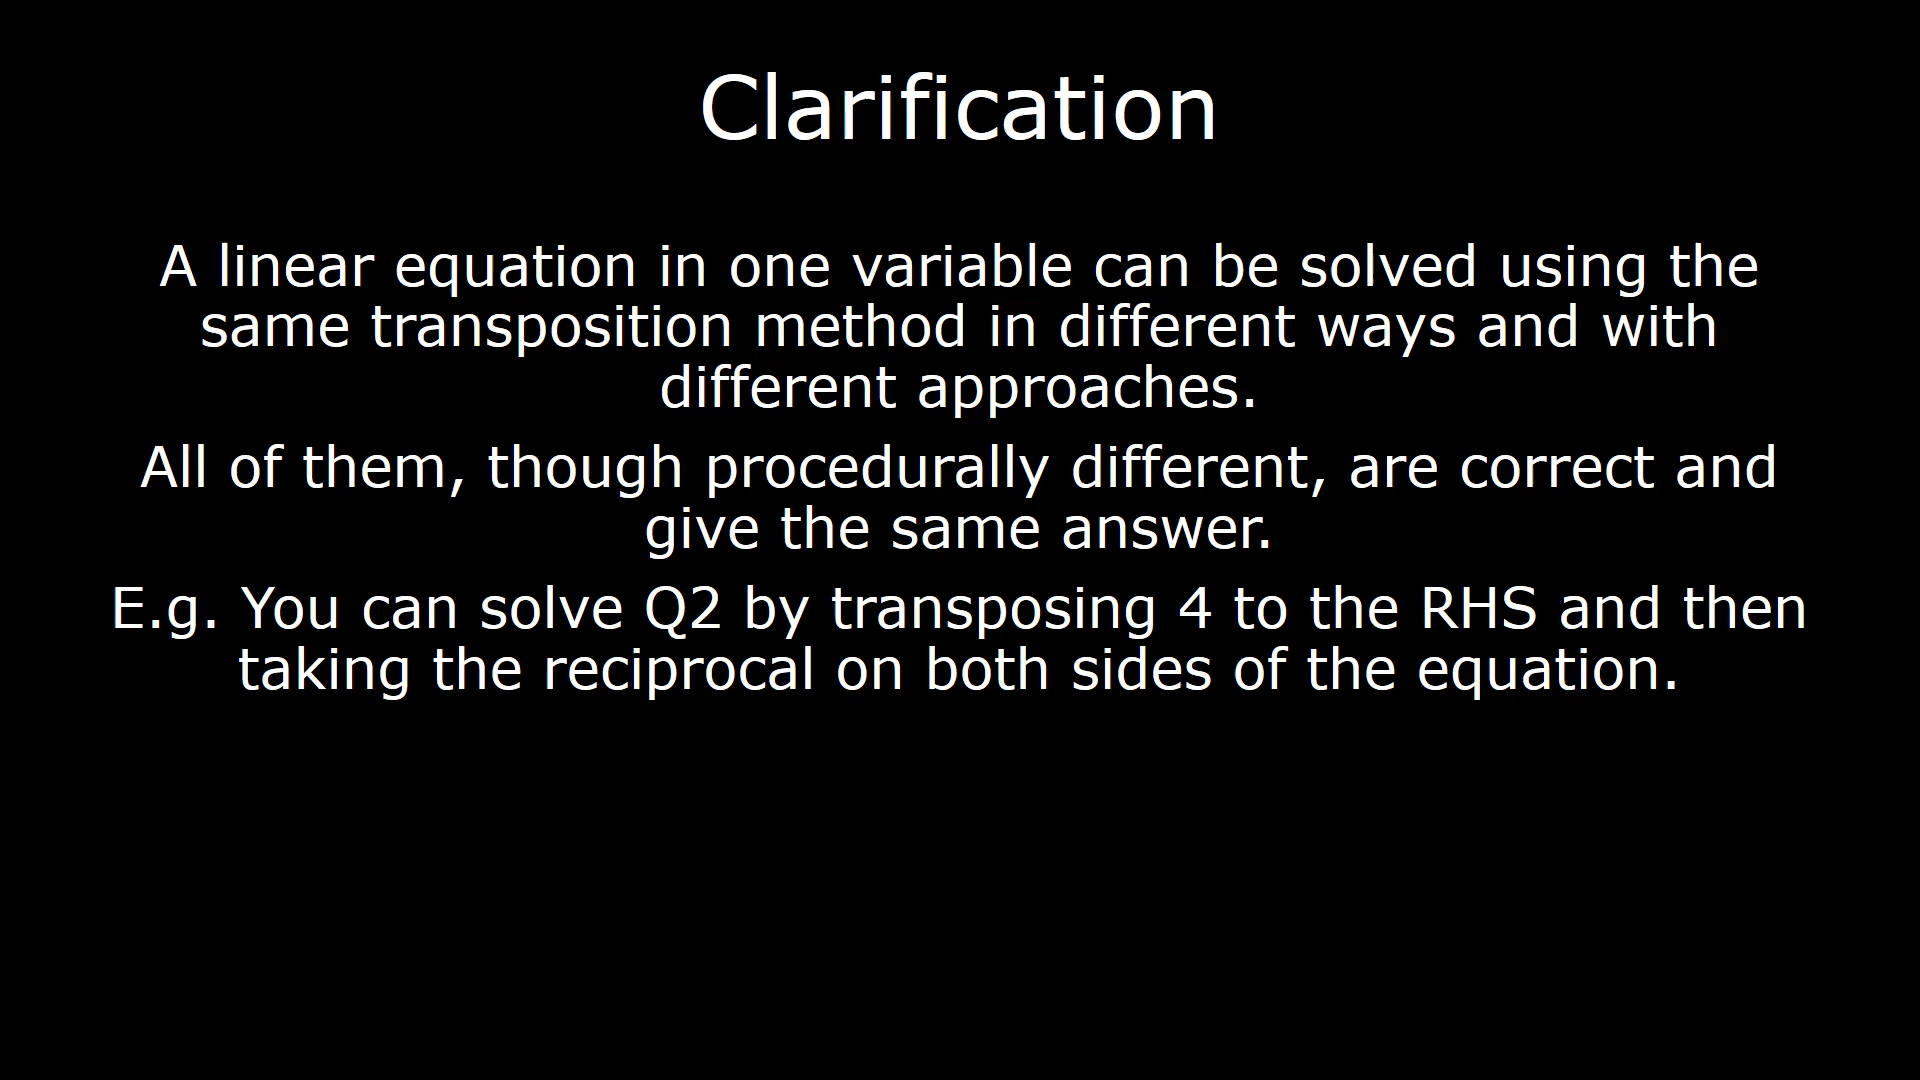 Clarification
A linear equation in one variable can be solved using the
same transposition method in different ways and with
different approaches.
All of them, though procedurally different, are correct and
give the same answer.
E.g. You can solve Q2 by transposing 4 to the RHS and then
taking the reciprocal on both sides of the equation.